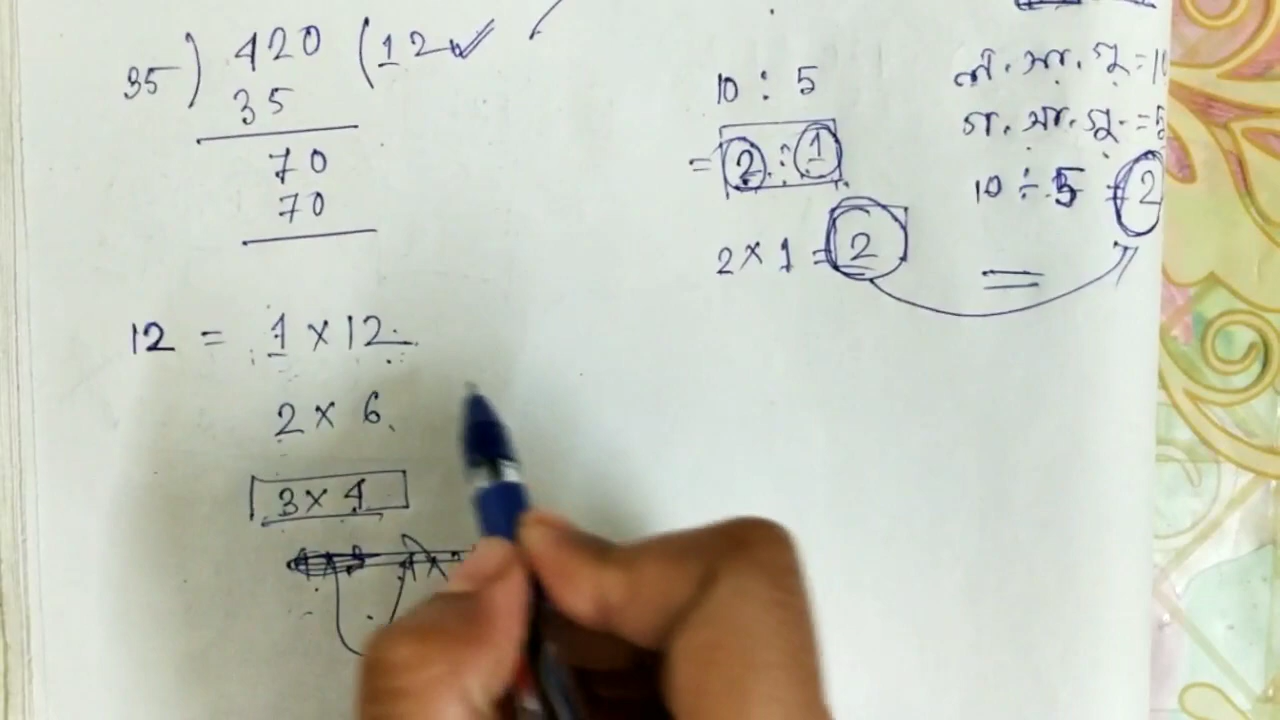 35 ) 420 ( 12 ✓
35
70
70
12 = 1 × 12
2 × 6
3 × 4
10 : 5
= 2 : 1
2 × 1 = 2
ল. সা. গু = 10
গ. সা. গু. = 5
10 ÷ 5 = 2